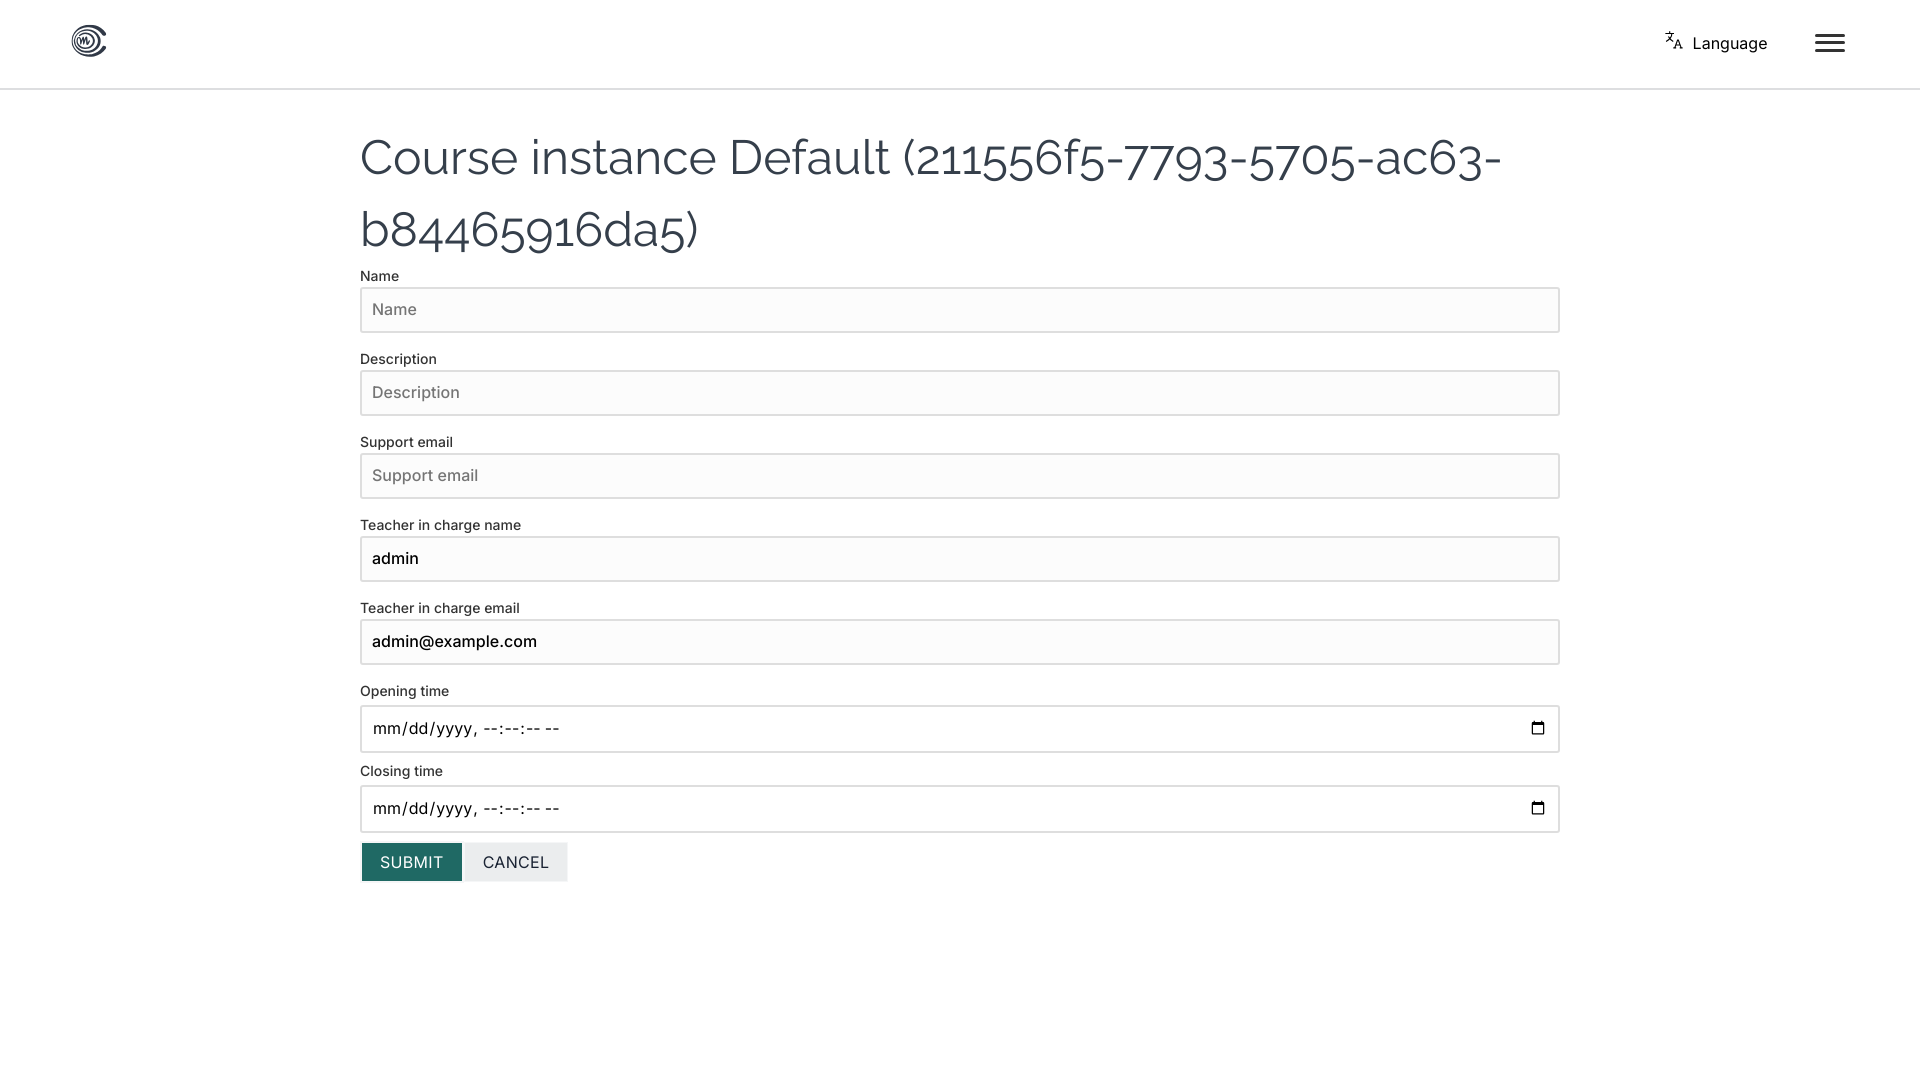 Language
Course instance Default (211556f5-7793-5705-ac63-
b84465916da5)
Name
Name
Description
Description
Support email
Support email
Teacher in charge name
admin
Teacher in charge email
admin@example.com
Opening time
mm/dd/yyyy, --:--:-- --
Closing time
mm/dd/yyyy, --:--:-- --
SUBMIT CANCEL